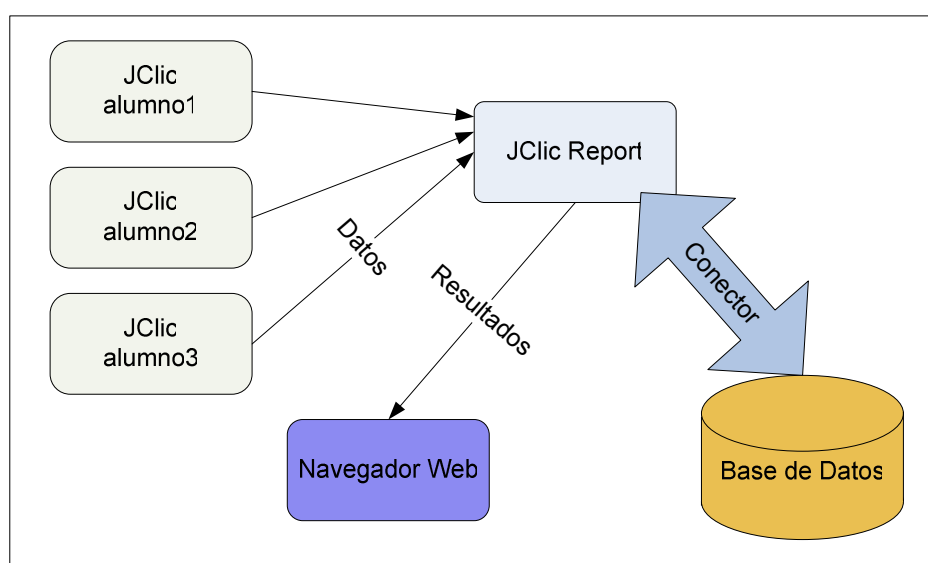 JClic
alumno1
JClic Report
JClic
alumno2
Datos
Conector
Resultados
JClic
alumno3
Navegador Web
Base de Datos